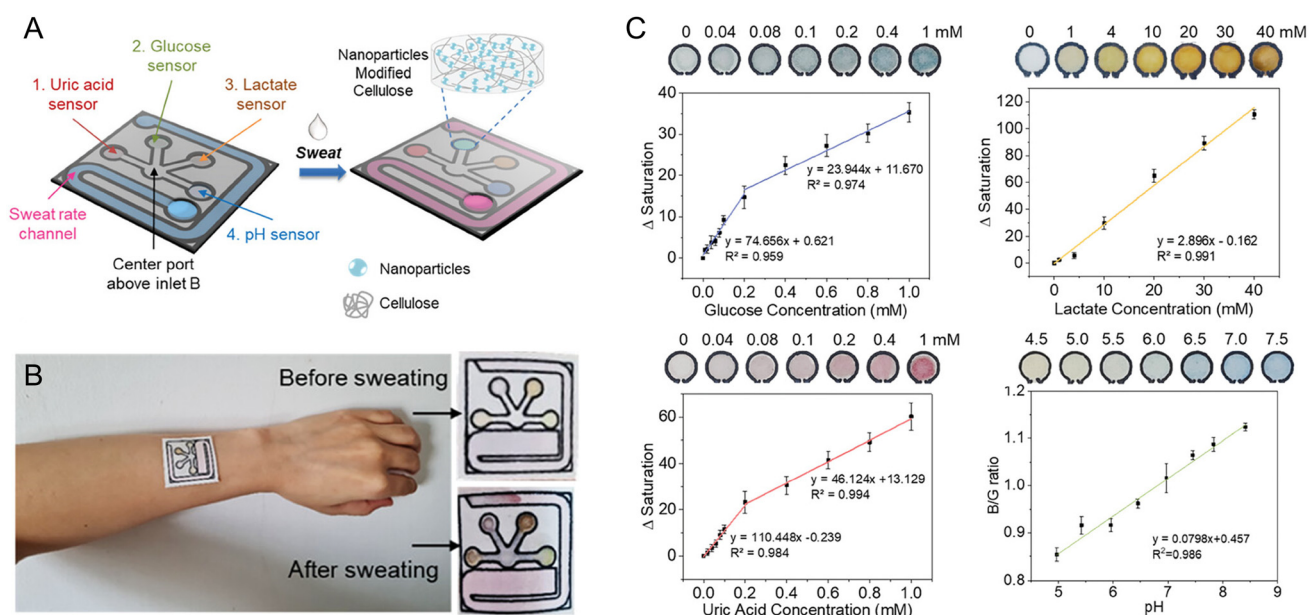 A
2. Glucose
sensor
1. Uric acid
sensor
3. Lactate
sensor
Sweat rate
channel
4. pH sensor
Center port
above inlet B
Sweat
Nanoparticles
Modified
Cellulose
Nanoparticles
Cellulose
B
Before sweating
After sweating
C
0 0.04 0.08 0.1 0.2 0.4 1 mM
Δ Saturation
40
30
20
10
0
y = 23.944x + 11.670
R² = 0.974
y = 74.656x + 0.621
R² = 0.959
0.0 0.2 0.4 0.6 0.8 1.0
Glucose Concentration (mM)
0 1 4 10 20 30 40 mM
Δ Saturation
120
100
80
60
40
20
0
y = 2.896x - 0.162
R² = 0.991
0 10 20 30 40
Lactate Concentration (mM)
0 0.04 0.08 0.1 0.2 0.4 1 mM
Δ Saturation
60
40
20
0
y = 46.124x +13.129
R² = 0.994
y = 110.448x -0.239
R² = 0.984
0.0 0.2 0.4 0.6 0.8 1.0
Uric Acid Concentration (mM)
4.5 5.0 5.5 6.0 6.5 7.0 7.5
B/G ratio
1.2
1.1
1.0
0.9
0.8
y = 0.0798x+0.457
R²=0.986
5 6 7 8 9
pH